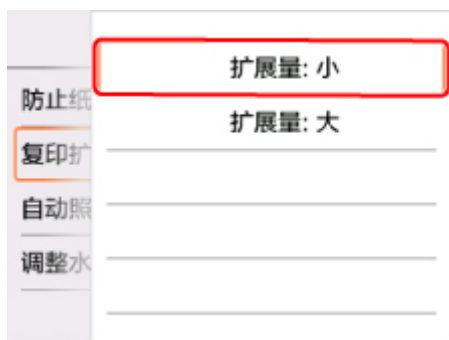 扩展量: 小
扩展量: 大
防止纸
复印扩
自动照
调整水